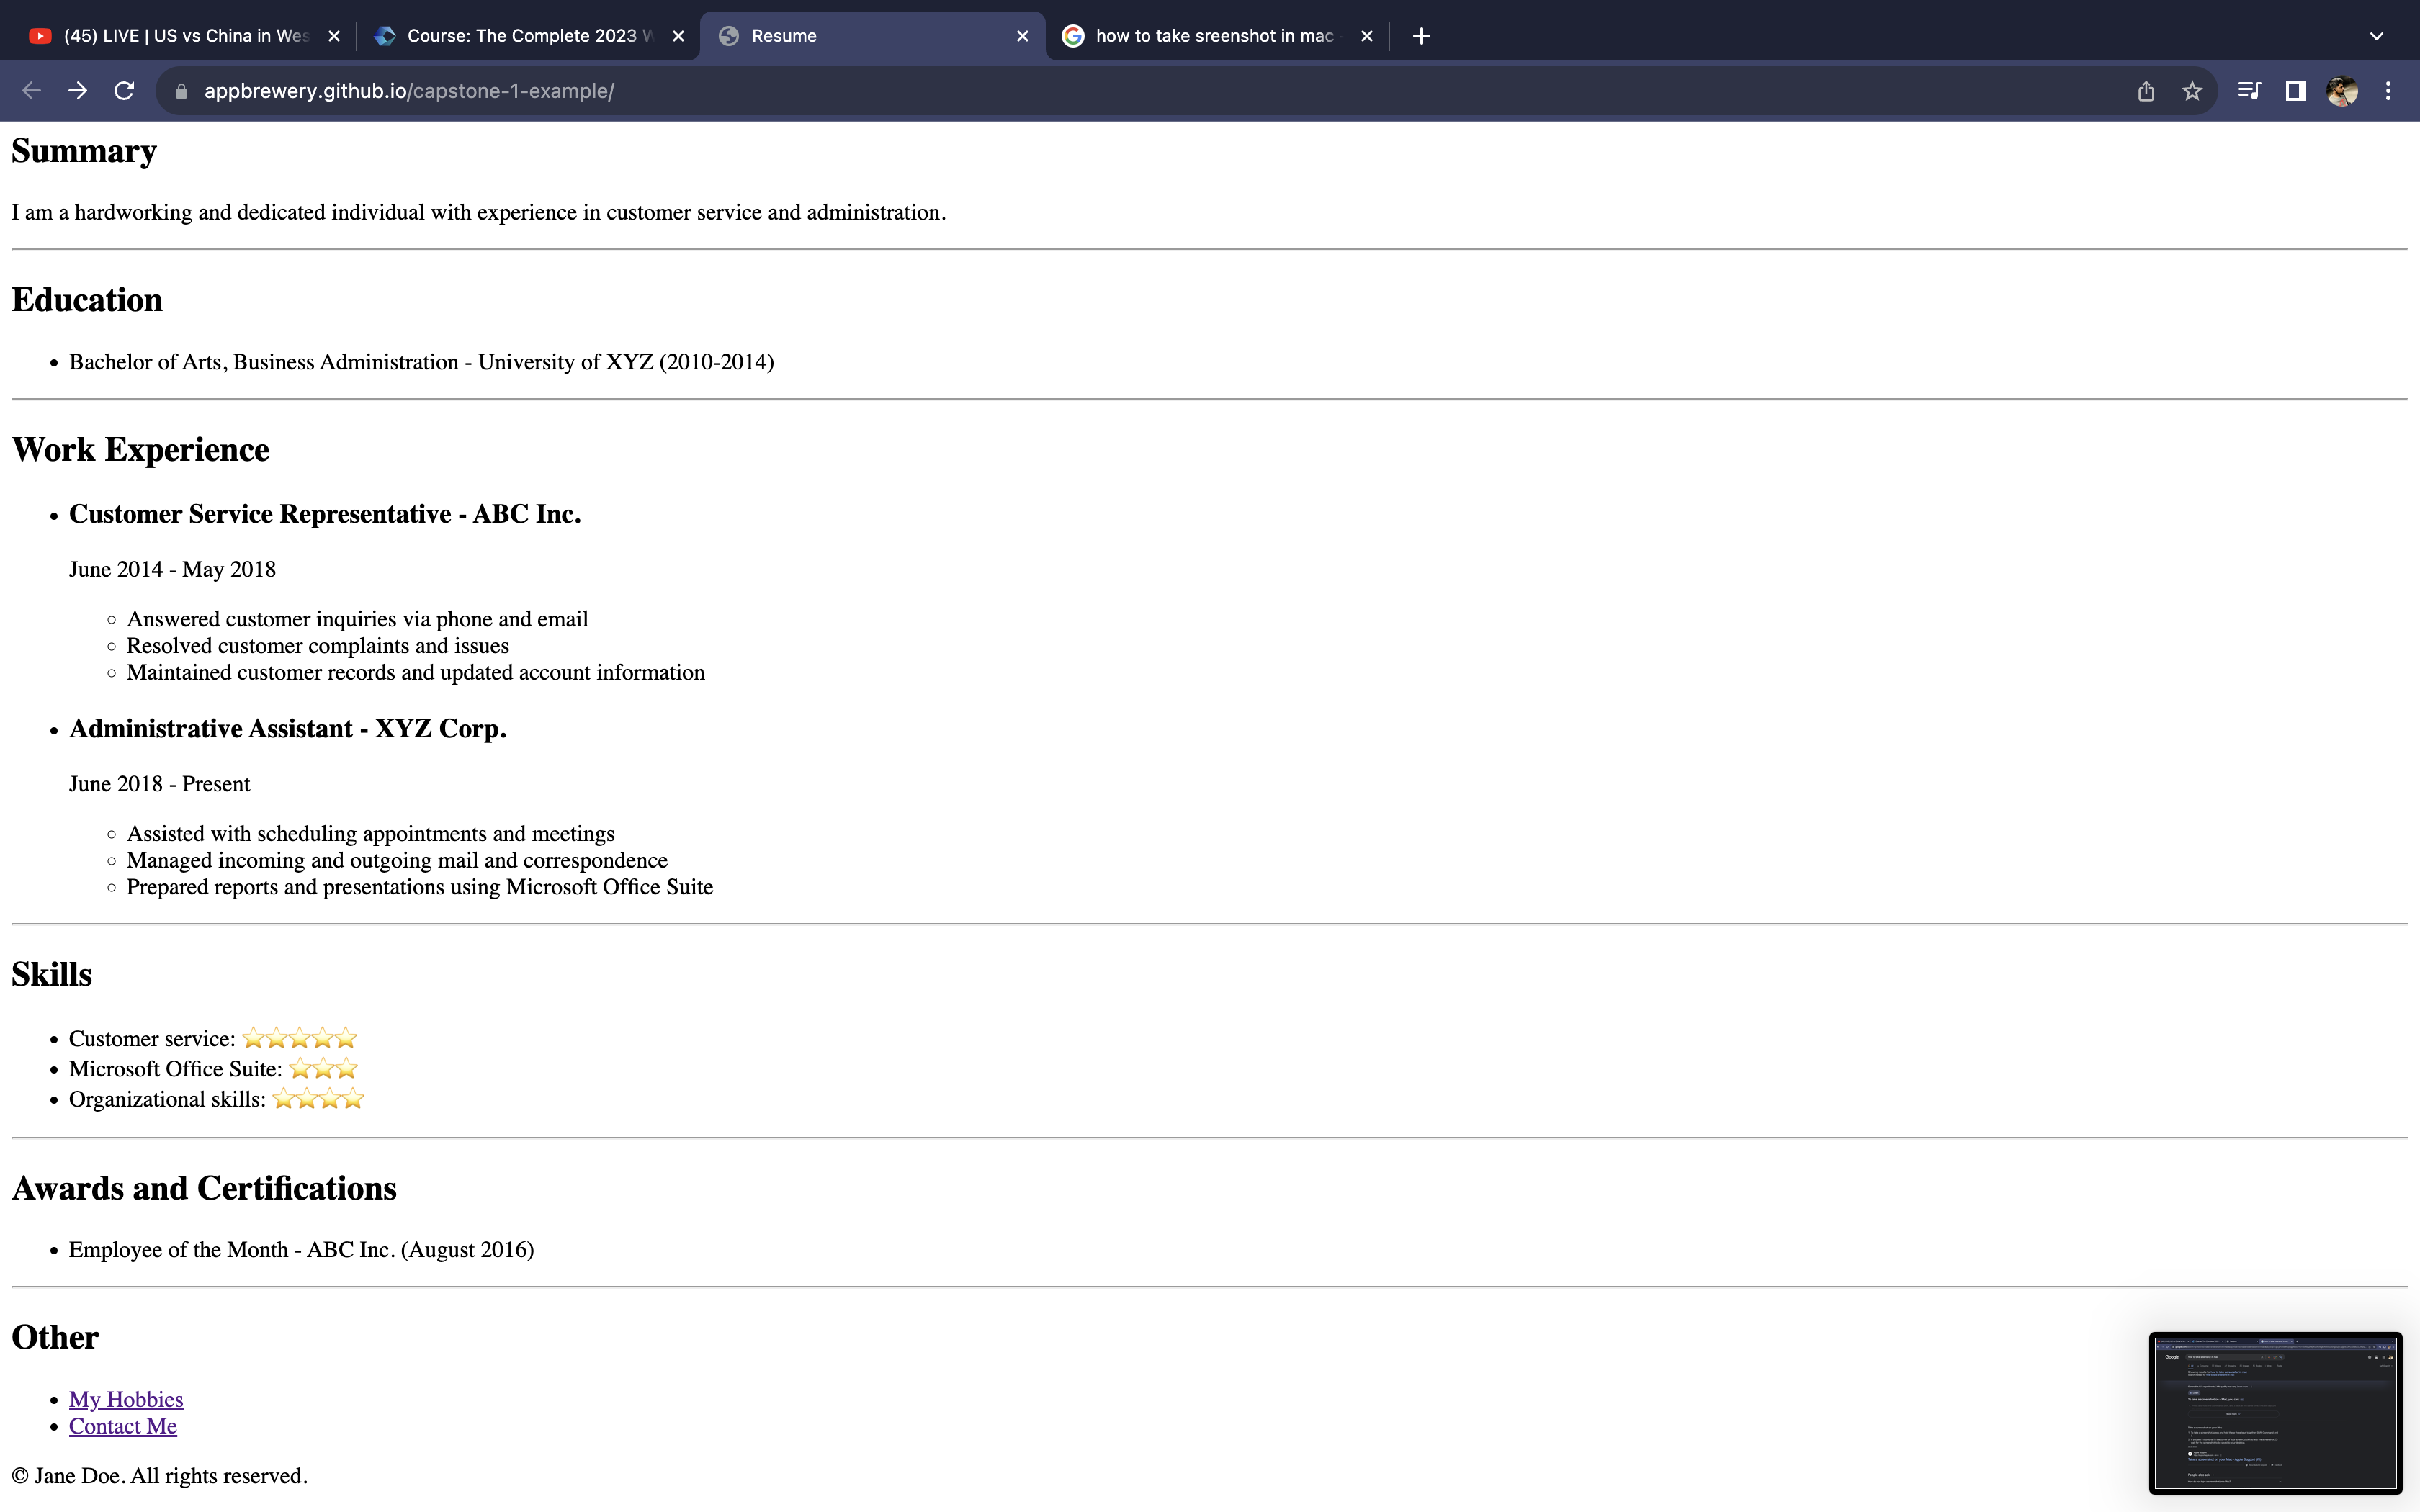 (45) LIVE | US vs China in Wes
Course: The Complete 2023 W
Resume
how to take sreenshot in mac
appbrewery.github.io/capstone-1-example/
Summary
I am a hardworking and dedicated individual with experience in customer service and administration.
Education
• Bachelor of Arts, Business Administration - University of XYZ (2010-2014)
Work Experience
• Customer Service Representative - ABC Inc.
June 2014 - May 2018
◦ Answered customer inquiries via phone and email
◦ Resolved customer complaints and issues
◦ Maintained customer records and updated account information
• Administrative Assistant - XYZ Corp.
June 2018 - Present
◦ Assisted with scheduling appointments and meetings
◦ Managed incoming and outgoing mail and correspondence
◦ Prepared reports and presentations using Microsoft Office Suite
Skills
• Customer service: ⭐⭐⭐⭐⭐
• Microsoft Office Suite: ⭐⭐⭐
• Organizational skills: ⭐⭐⭐⭐
Awards and Certifications
• Employee of the Month - ABC Inc. (August 2016)
Other
• My Hobbies
• Contact Me
© Jane Doe. All rights reserved.
Google